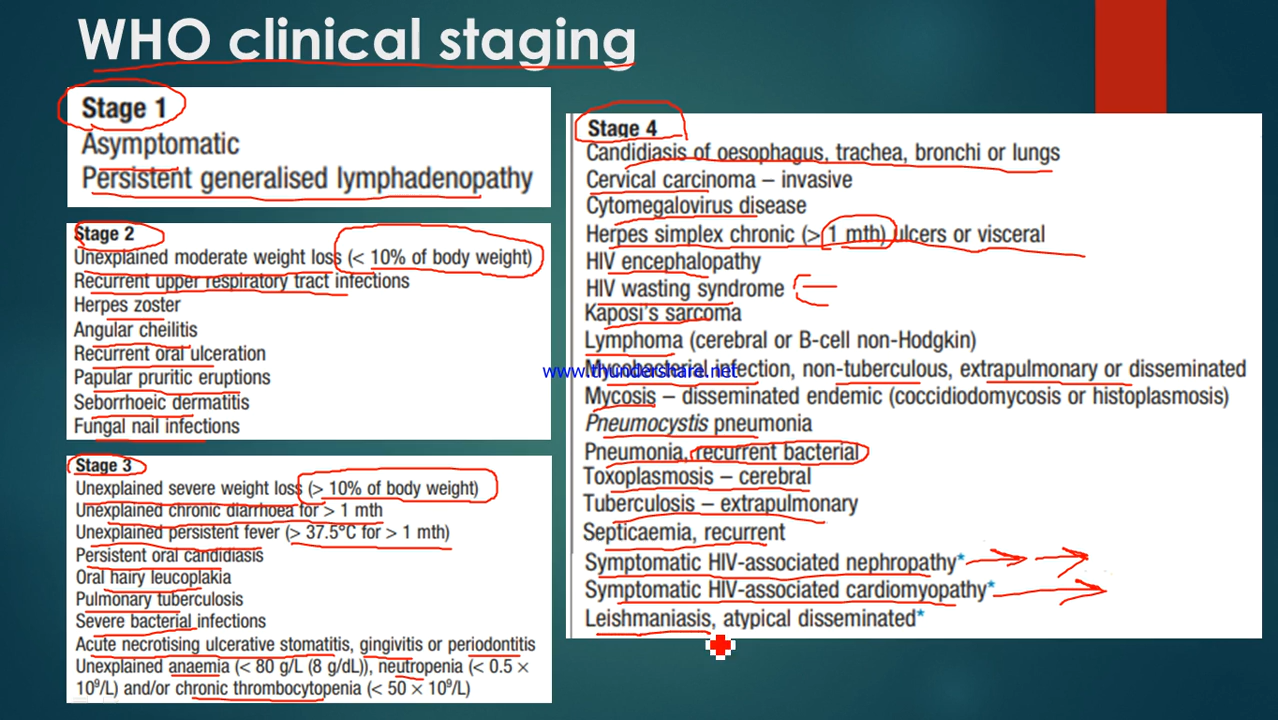 WHO clinical staging
Stage 1
Asymptomatic
Persistent generalised lymphadenopathy
Stage 2
Unexplained moderate weight loss (< 10% of body weight)
Recurrent upper respiratory tract infections
Herpes zoster
Angular cheilitis
Recurrent oral ulceration
Papular pruritic eruptions
Seborrhoeic dermatitis
Fungal nail infections
Stage 3
Unexplained severe weight loss (> 10% of body weight)
Unexplained chronic diarrhoea for > 1 mth
Unexplained persistent fever (> 37.5°C for > 1 mth)
Persistent oral candidiasis
Oral hairy leucoplakia
Pulmonary tuberculosis
Severe bacterial infections
Acute necrotising ulcerative stomatitis, gingivitis or periodontitis
Unexplained anaemia (< 80 g/L (8 g/dL)), neutropenia (< 0.5 ×
10⁹/L) and/or chronic thrombocytopenia (< 50 × 10⁹/L)
Stage 4
Candidiasis of oesophagus, trachea, bronchi or lungs
Cervical carcinoma – invasive
Cytomegalovirus disease
Herpes simplex chronic (> 1 mth) ulcers or visceral
HIV encephalopathy
HIV wasting syndrome
Kaposi's sarcoma
Lymphoma (cerebral or B-cell non-Hodgkin)
www.thundershare.net
Mycobacterial infection, non-tuberculous, extrapulmonary or disseminated
Mycosis – disseminated endemic (coccidiodomycosis or histoplasmosis)
Pneumocystis pneumonia
Pneumonia, recurrent bacterial
Toxoplasmosis – cerebral
Tuberculosis – extrapulmonary
Septicaemia, recurrent
Symptomatic HIV-associated nephropathy*
Symptomatic HIV-associated cardiomyopathy*
Leishmaniasis, atypical disseminated*